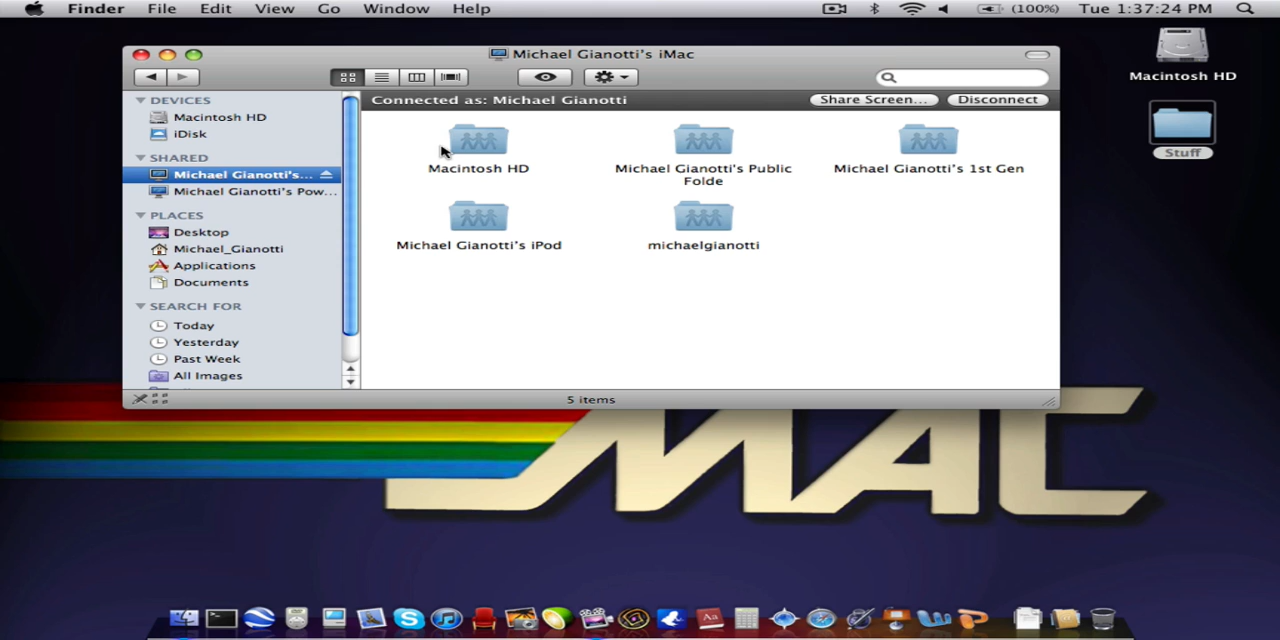 Finder File Edit View Go Window Help (100%) Tue 1:37:24 PM
Michael Gianotti's iMac
Macintosh HD
Stuff
Connected as: Michael Gianotti Share Screen... Disconnect
DEVICES
Macintosh HD
iDisk
SHARED
Michael Gianotti's...
Michael Gianotti's Pow...
PLACES
Desktop
Michael_Gianotti
Applications
Documents
SEARCH FOR
Today
Yesterday
Past Week
All Images
Macintosh HD
Michael Gianotti's Public
Folde
Michael Gianotti's 1st Gen
Michael Gianotti's iPod
michaelgianotti
5 items
MAC